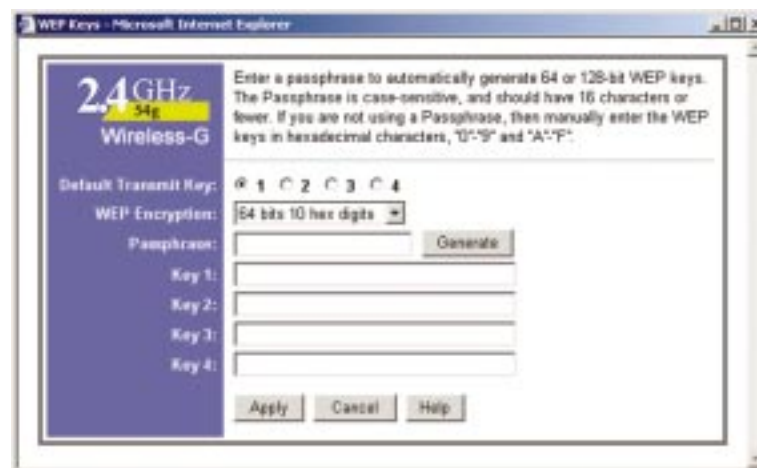 WEP Keys - Microsoft Internet Explorer
2.4 GHz
54g
Wireless-G
Enter a passphrase to automatically generate 64 or 128-bit WEP keys.
The Passphrase is case-sensitive, and should have 16 characters or
fewer. If you are not using a Passphrase, then manually enter the WEP
keys in hexadecimal characters, "0"-"9" and "A"-"F".
Default Transmit Key: 1 2 3 4
WEP Encryption: 64 bits 10 hex digits
Passphrase: Generate
Key 1:
Key 2:
Key 3:
Key 4:
Apply Cancel Help